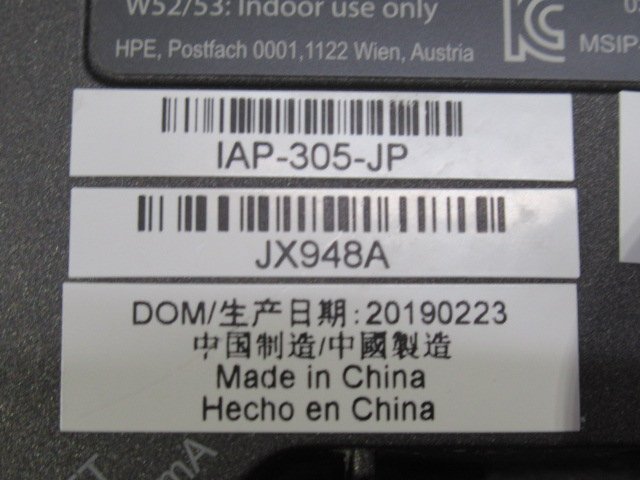 W52/53: Indoor use only
HPE, Postfach 0001,1122 Wien, Austria
MSIP-
IAP-305-JP
JX948A
DOM/生产日期:20190223
中国制造/中國製造
Made in China
Hecho en China
mA